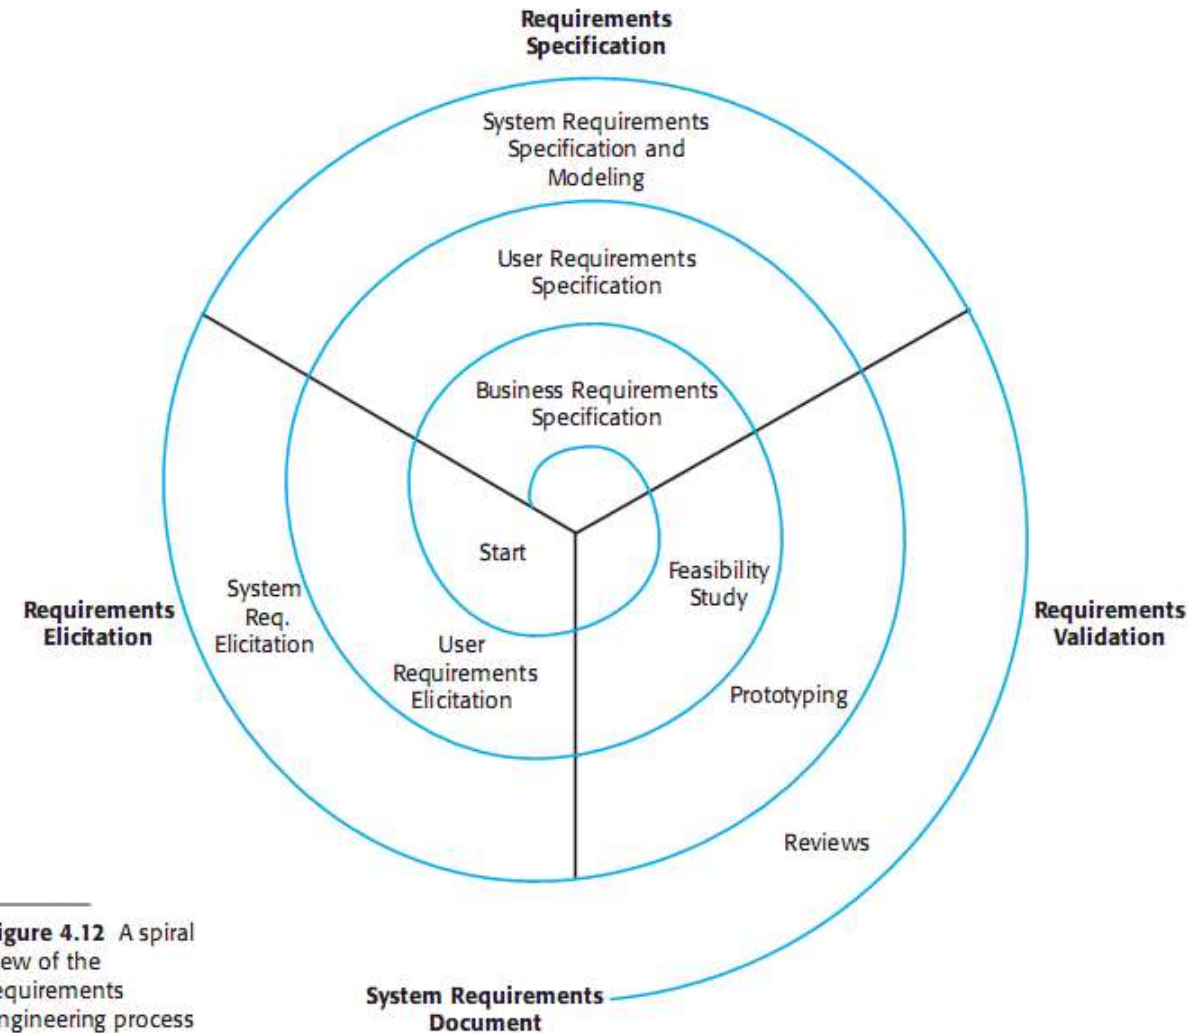 Requirements
Specification
System Requirements
Specification and
Modeling
User Requirements
Specification
Business Requirements
Specification
Start
Feasibility
Study
System
Req.
Elicitation
Requirements
Elicitation
Requirements
Validation
User
Requirements
Elicitation
Prototyping
Reviews
igure 4.12 A spiral
iew of the
equirements
ngineering process
System Requirements
Document